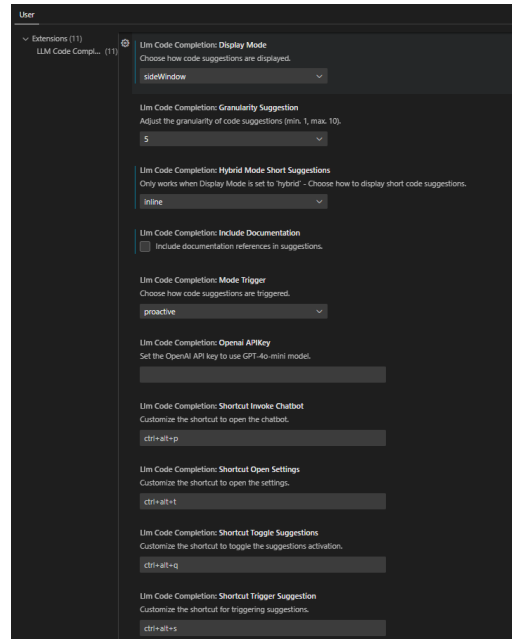 User
Extensions (11)
LLM Code Compl... (11)
Llm Code Completion: Display Mode
Choose how code suggestions are displayed.
sideWindow
Llm Code Completion: Granularity Suggestion
Adjust the granularity of code suggestions (min. 1, max. 10).
5
Llm Code Completion: Hybrid Mode Short Suggestions
Only works when Display Mode is set to 'hybrid' - Choose how to display short code suggestions.
inline
Llm Code Completion: Include Documentation
Include documentation references in suggestions.
Llm Code Completion: Mode Trigger
Choose how code suggestions are triggered.
proactive
Llm Code Completion: Openai APIKey
Set the OpenAI API key to use GPT-4o-mini model.
Llm Code Completion: Shortcut Invoke Chatbot
Customize the shortcut to open the chatbot.
ctrl+alt+p
Llm Code Completion: Shortcut Open Settings
Customize the shortcut to open the settings.
ctrl+alt+t
Llm Code Completion: Shortcut Toggle Suggestions
Customize the shortcut to toggle the suggestions activation.
ctrl+alt+q
Llm Code Completion: Shortcut Trigger Suggestion
Customize the shortcut for triggering suggestions.
ctrl+alt+s